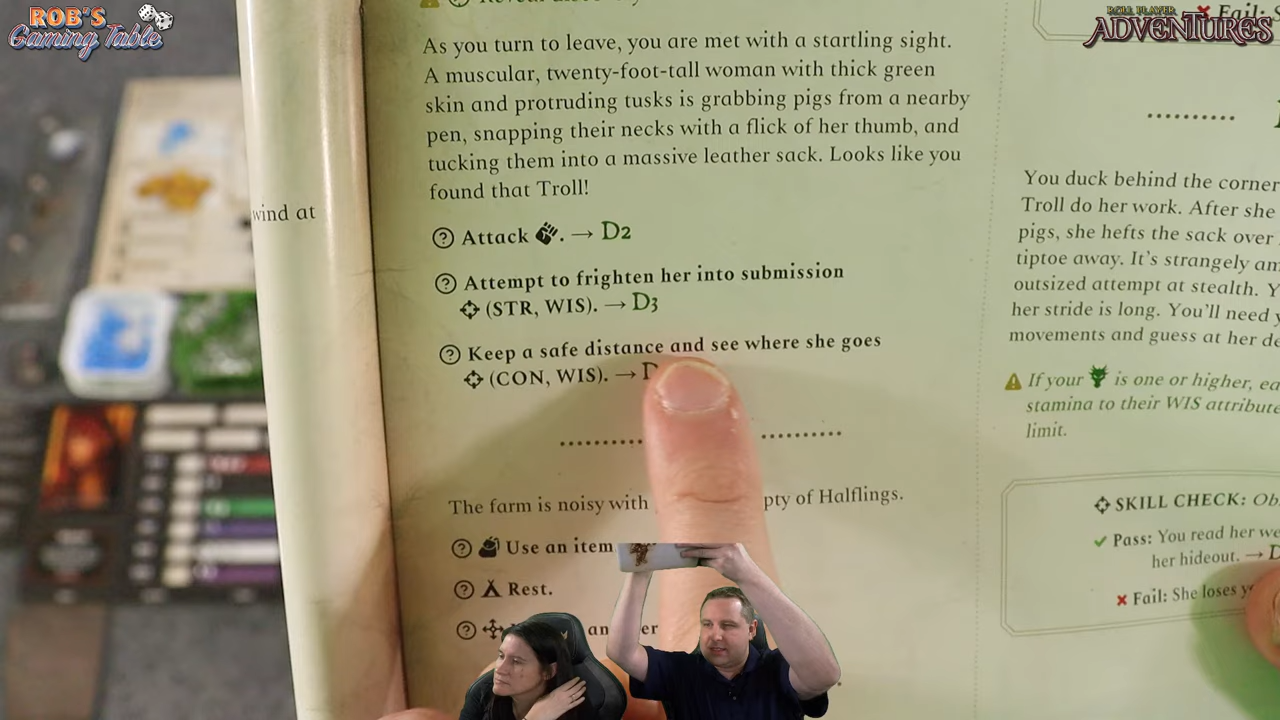 ROB'S
Gaming Table
ROLE PLAYER
ADVENTURES
As you turn to leave, you are met with a startling sight.
A muscular, twenty-foot-tall woman with thick green
skin and protruding tusks is grabbing pigs from a nearby
pen, snapping their necks with a flick of her thumb, and
tucking them into a massive leather sack. Looks like you
found that Troll!
wind at
Attack . → D2
Attempt to frighten her into submission
(STR, WIS). → D3
Keep a safe distance and see where she goes
(CON, WIS). → D
The farm is noisy with pty of Halflings.
Use an item
Rest.
Fail:
You duck behind the corner
Troll do her work. After she
pigs, she hefts the sack over
tiptoe away. It's strangely am
outsized attempt at stealth. Y
her stride is long. You'll need y
movements and guess at her de
If your is one or higher, ea
stamina to their WIS attribute
limit.
SKILL CHECK: Ob
Pass: You read her we
her hideout. → D
Fail: She loses y